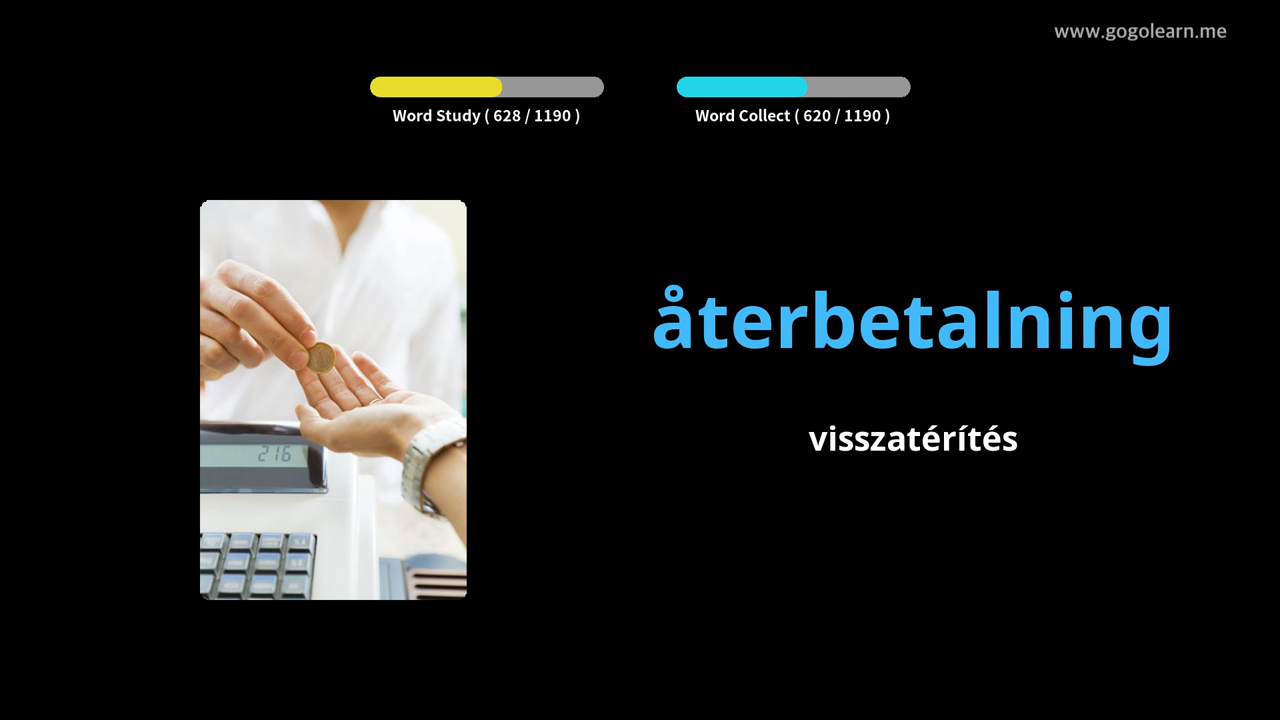 www.gogolearn.me
Word Study ( 628 / 1190 )
Word Collect ( 620 / 1190 )
återbetalning
visszatérítés
216